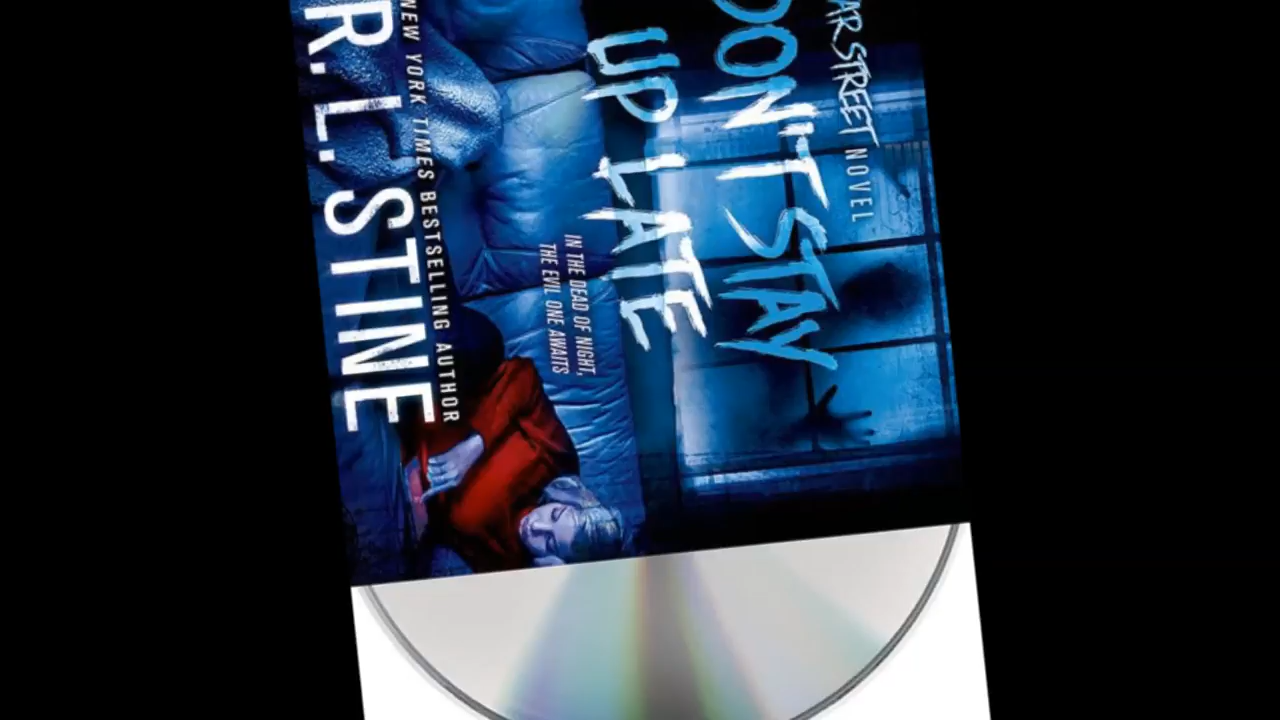 STREET NOVEL
DON'T STAY
UP LATE
IN THE DEAD OF NIGHT,
THE EVIL ONE AWAITS
NEW YORK TIMES BESTSELLING AUTHOR
R. L. STINE